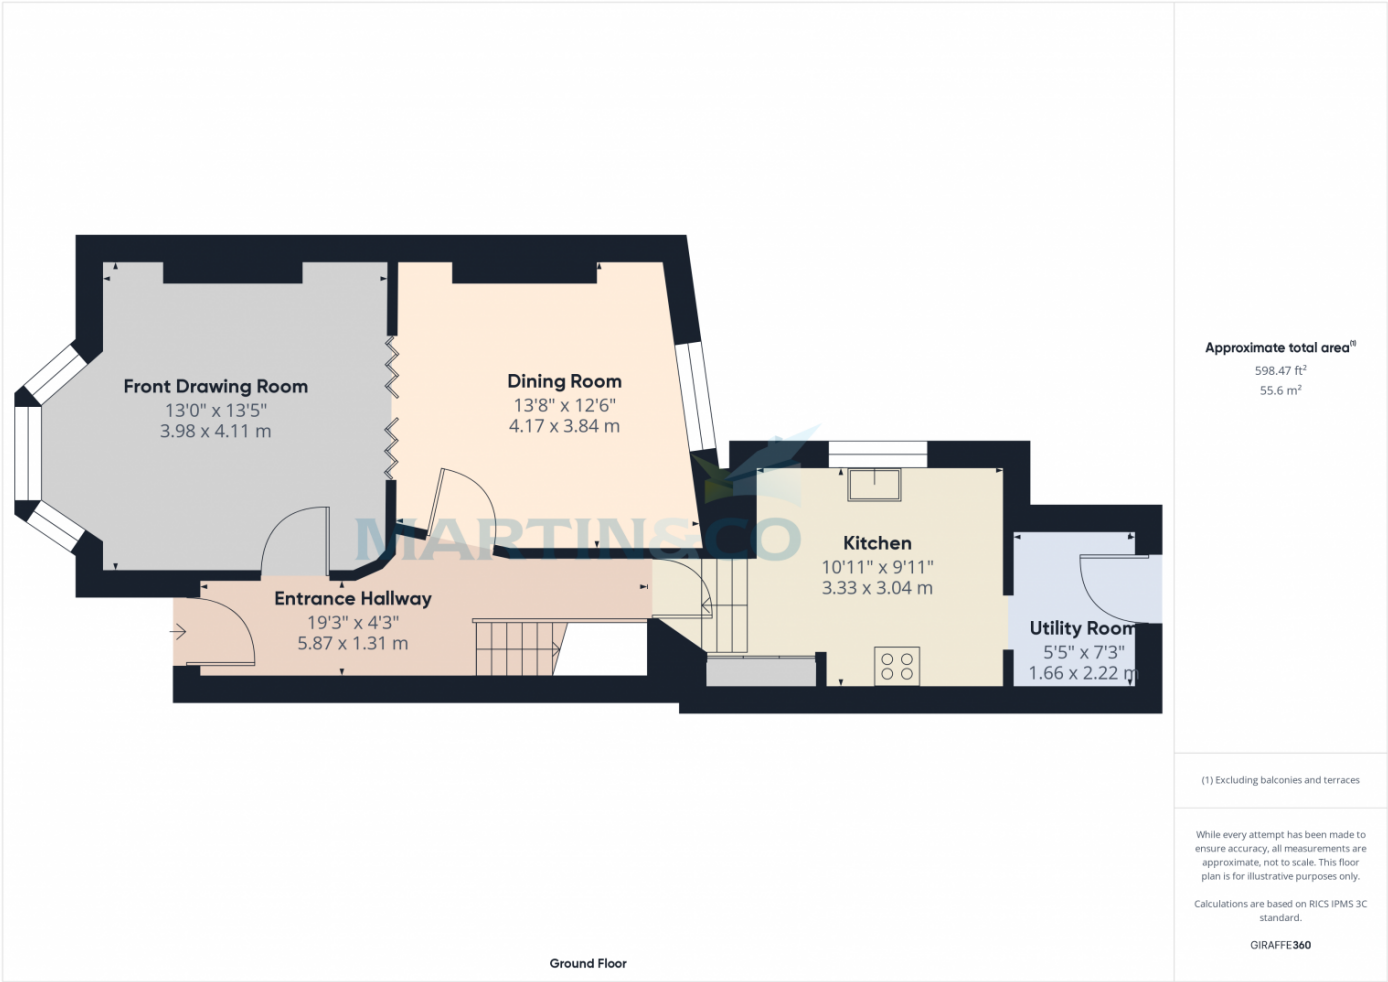 Front Drawing Room
13'0" x 13'5"
3.98 x 4.11 m
Dining Room
13'8" x 12'6"
4.17 x 3.84 m
MARTIN&CO
Kitchen
10'11" x 9'11"
3.33 x 3.04 m
Entrance Hallway
19'3" x 4'3"
5.87 x 1.31 m
Utility Room
5'5" x 7'3"
1.66 x 2.22 m
Ground Floor
Approximate total area(1)
598.47 ft²
55.6 m²
(1) Excluding balconies and terraces
While every attempt has been made to
ensure accuracy, all measurements are
approximate, not to scale. This floor
plan is for illustrative purposes only.
Calculations are based on RICS IPMS 3C
standard.
GIRAFFE360